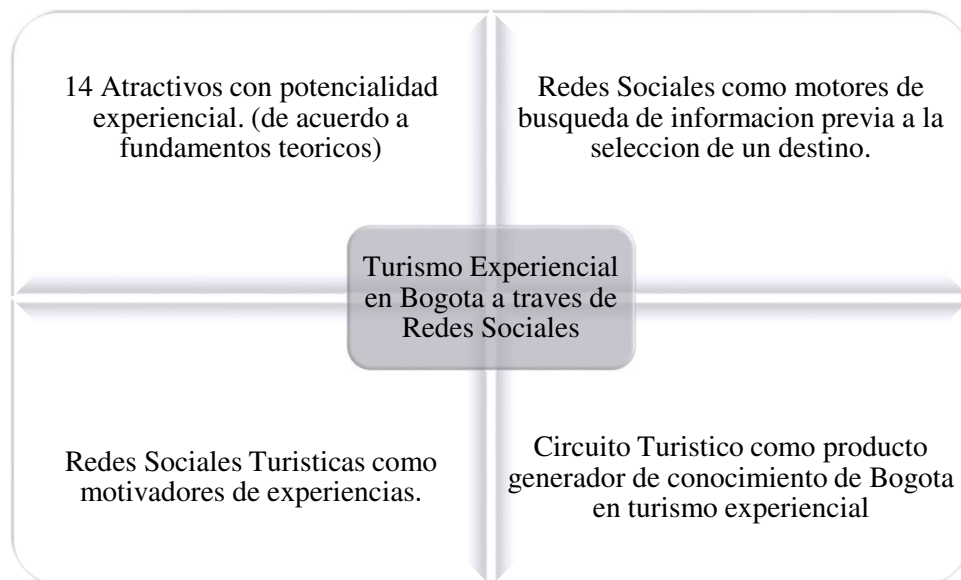 14 Atractivos con potencialidad
experiencial. (de acuerdo a
fundamentos teoricos)
Redes Sociales como motores de
busqueda de informacion previa a la
seleccion de un destino.
Turismo Experiencial
en Bogota a traves de
Redes Sociales
Redes Sociales Turisticas como
motivadores de experiencias.
Circuito Turistico como producto
generador de conocimiento de Bogota
en turismo experiencial